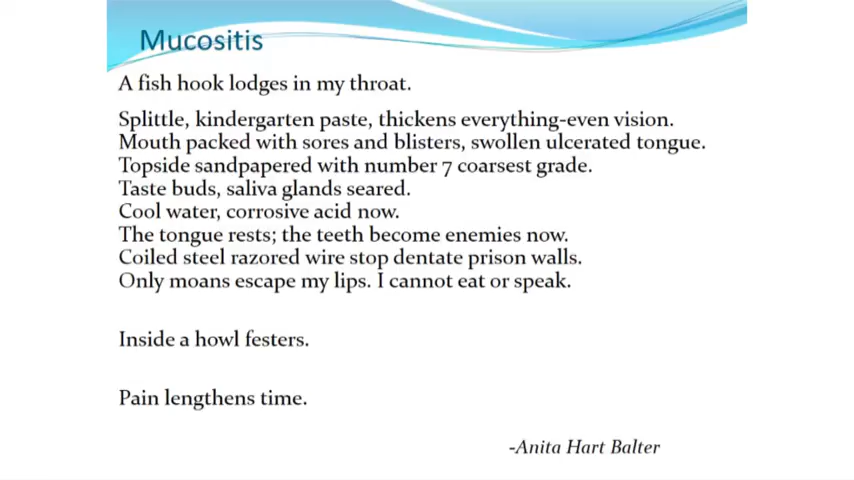 Mucositis
A fish hook lodges in my throat.
Splittle, kindergarten paste, thickens everything-even vision.
Mouth packed with sores and blisters, swollen ulcerated tongue.
Topside sandpapered with number 7 coarsest grade.
Taste buds, saliva glands seared.
Cool water, corrosive acid now.
The tongue rests; the teeth become enemies now.
Coiled steel razored wire stop dentate prison walls.
Only moans escape my lips. I cannot eat or speak.
Inside a howl festers.
Pain lengthens time.
-Anita Hart Balter